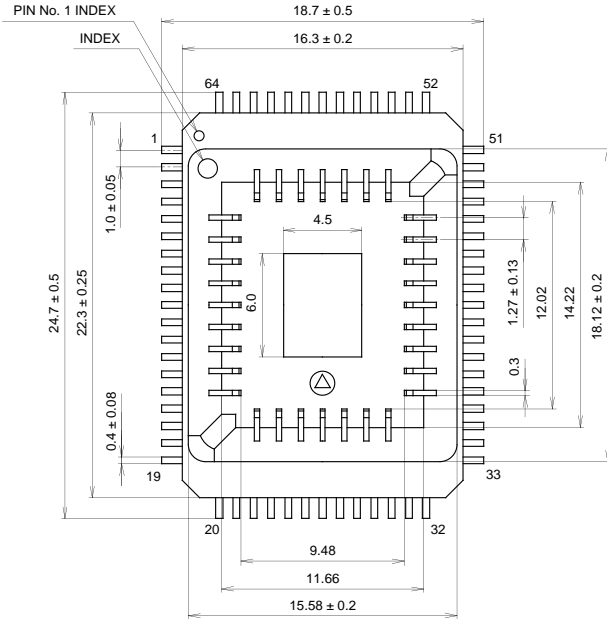 PIN No. 1 INDEX
18.7 ± 0.5
INDEX
16.3 ± 0.2
64
52
1
51
1.0 ± 0.05
4.5
24.7 ± 0.5
22.3 ± 0.25
6.0
1.27 ± 0.13
12.02
14.22
18.12 ± 0.2
0.3
0.4 ± 0.08
19
33
20
32
9.48
11.66
15.58 ± 0.2